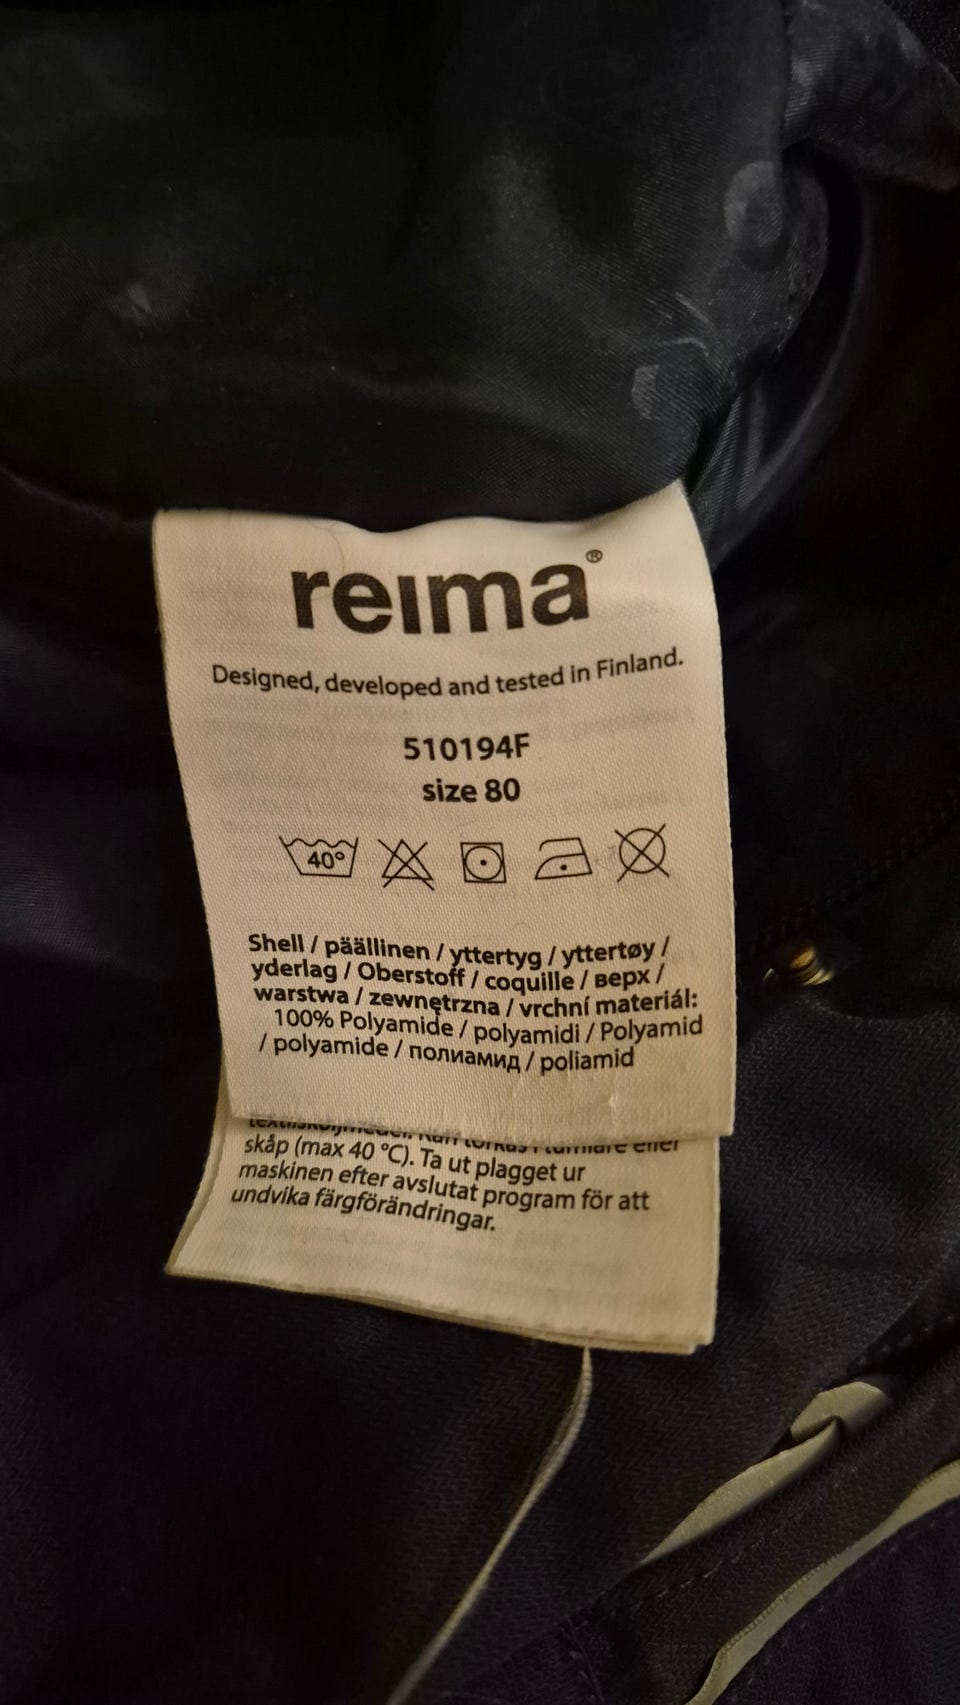 reima®
Designed, developed and tested in Finland.
510194F
size 80
40°
Shell / päällinen / yttertyg / yttertøy /
yderlag / Oberstoff / coquille / верх /
warstwa / zewnętrzna / vrchní materiál:
100% Polyamide / polyamidi / Polyamid
/ polyamide / полиамид / poliamid
eller
skåp (max 40 °C). Ta ut plagget ur
maskinen efter avslutat program för att
undvika färgförändringar.